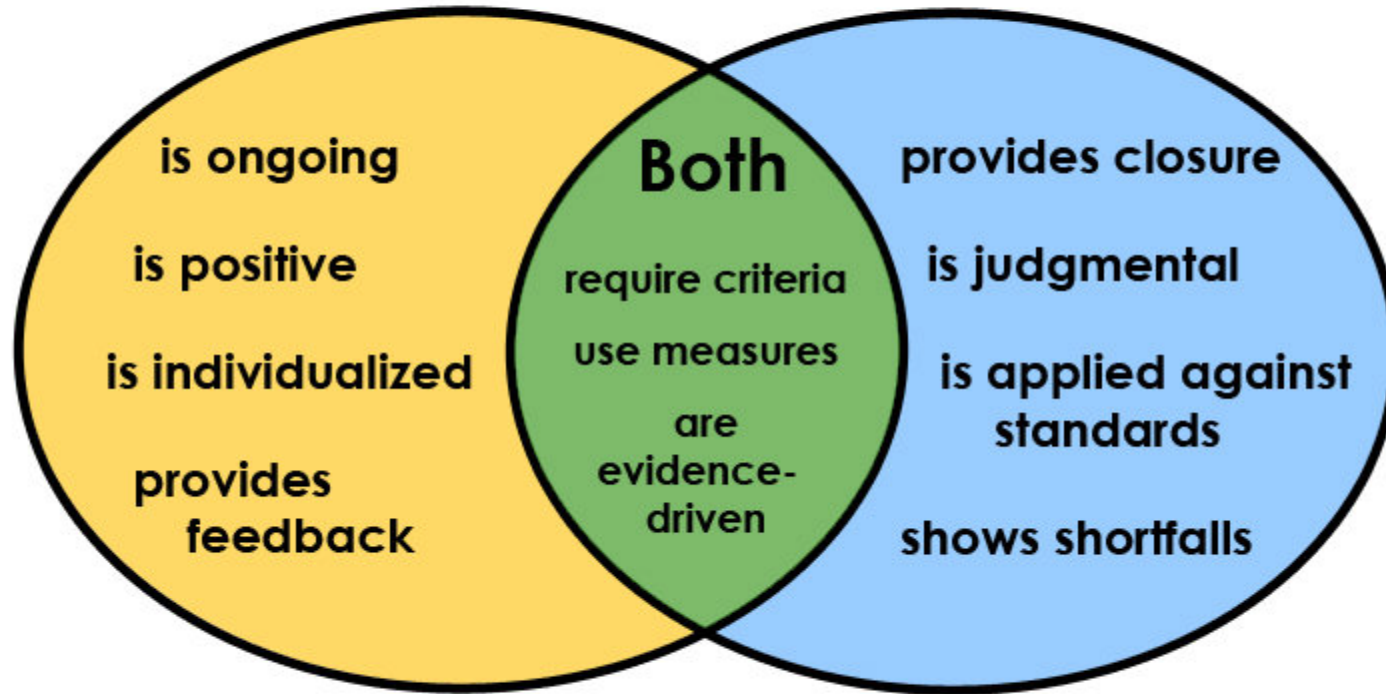 is ongoing
is positive
is individualized
provides
feedback
Both
require criteria
use measures
are
evidence-
driven
provides closure
is judgmental
is applied against
standards
shows shortfalls